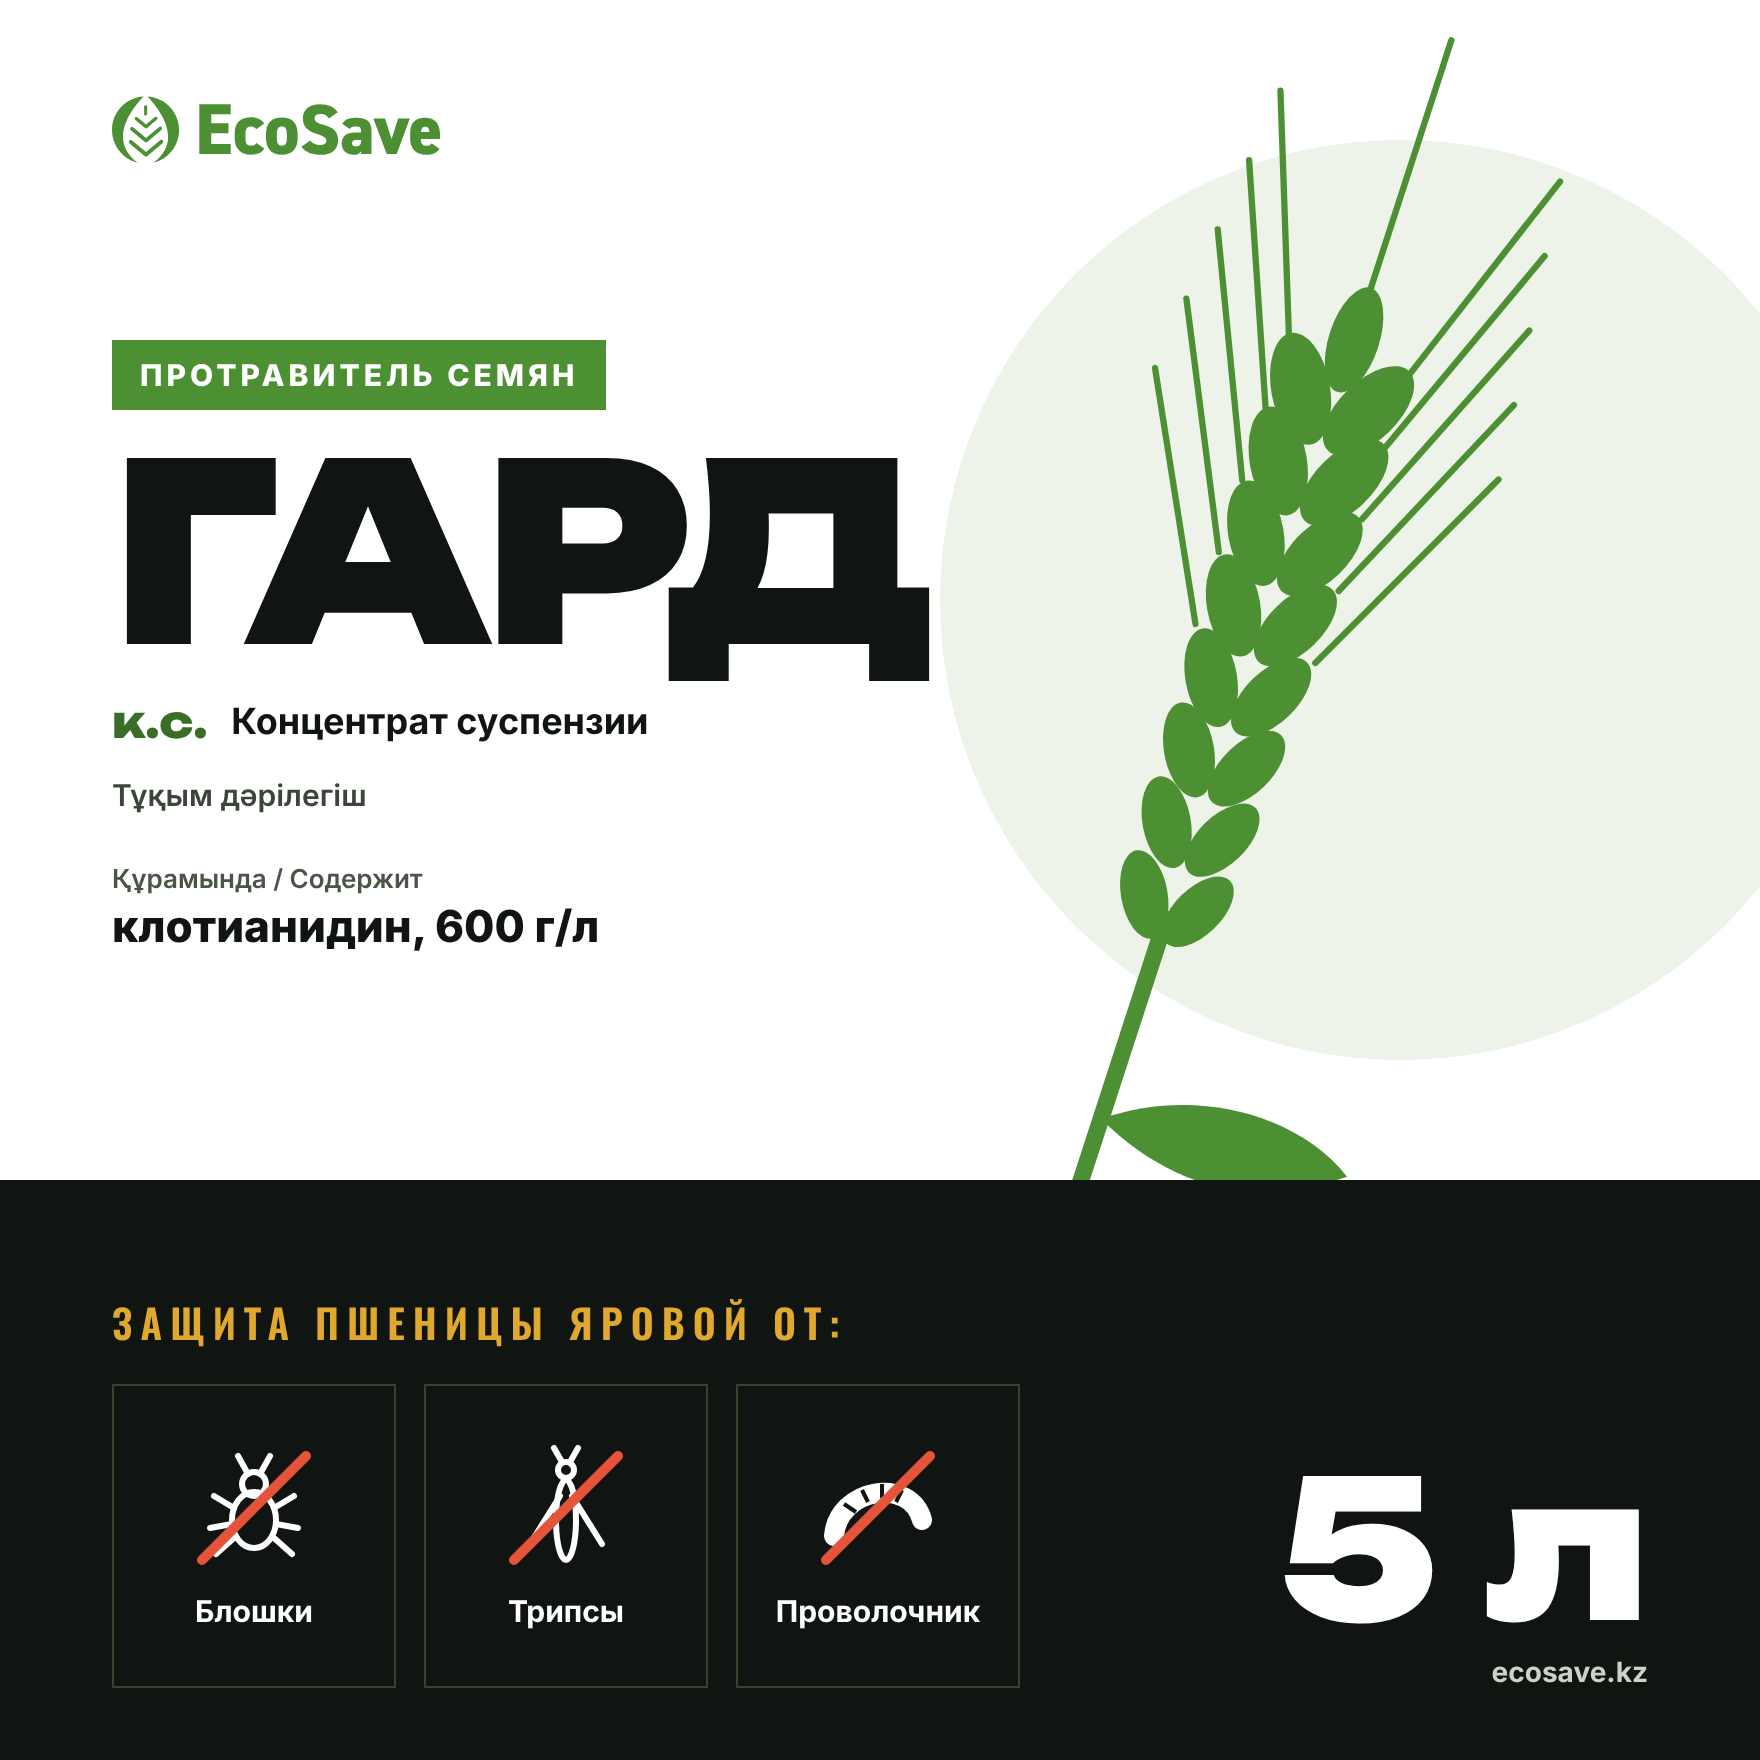 EcoSave
ПРОТРАВИТЕЛЬ СЕМЯН
ГАРД
к.с. Концентрат суспензии
Тұқым дәрілегіш
Құрамында / Содержит
клотианидин, 600 г/л
ЗАЩИТА ПШЕНИЦЫ ЯРОВОЙ ОТ:
Блошки
Трипсы
Проволочник
5 л
ecosave.kz